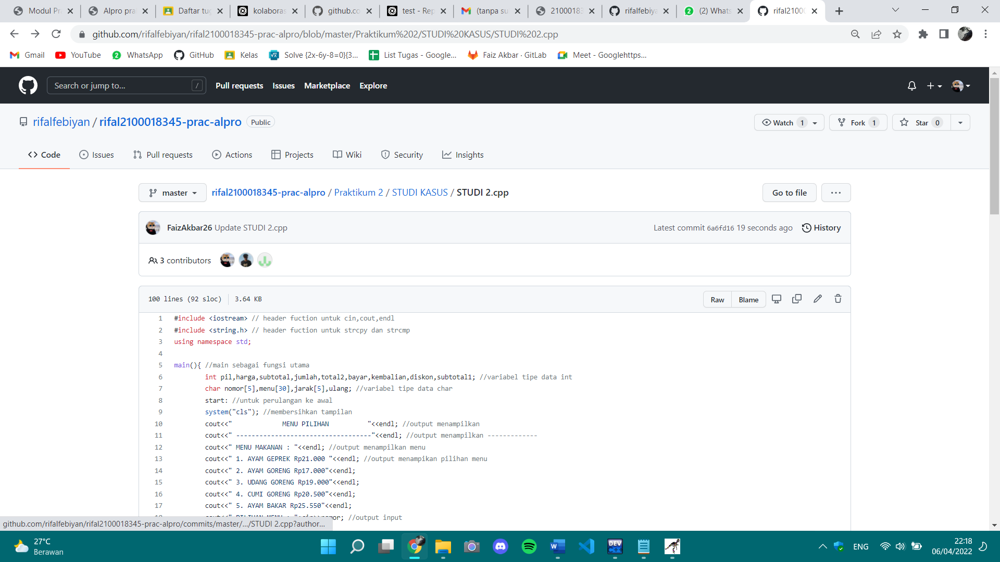 Modul Pr
Alpro pra
Daftar tug
kolaboras
github.co
test - Rep
(tanpa su
21000183
rifalfebiya
(2) Whats
rifal21000
github.com/rifalfebiyan/rifal2100018345-prac-alpro/blob/master/Praktikum%202/STUDI%20KASUS/STUDI%202.cpp
Gmail YouTube WhatsApp GitHub Kelas Solve {2x-6y-8=0}{3... List Tugas - Google... Faiz Akbar · GitLab Meet - Googlehttps...
Search or jump to... / Pull requests Issues Marketplace Explore
rifalfebiyan / rifal2100018345-prac-alpro Public Watch 1 Fork 1 Star 0
<> Code Issues Pull requests Actions Projects Wiki Security Insights
master rifal2100018345-prac-alpro / Praktikum 2 / STUDI KASUS / STUDI 2.cpp Go to file ...
FaizAkbar26 Update STUDI 2.cpp Latest commit 6a6fd16 19 seconds ago History
3 contributors
100 lines (92 sloc) 3.64 KB Raw Blame
1 #include <iostream> // header fuction untuk cin,cout,endl
2 #include <string.h> // header fuction untuk strcpy dan strcmp
3 using namespace std;
4
5 main(){ //main sebagai fungsi utama
6 int pil,harga,subtotal,jumlah,total2,bayar,kembalian,diskon,subtotal1; //variabel tipe data int
7 char nomor[5],menu[30],jarak[5],ulang; //variabel tipe data char
8 start: //untuk perulangan ke awal
9 system("cls"); //membersihkan tampilan
10 cout<<"             MENU PILIHAN          "<<endl; //output menampilkan
11 cout<<" -----------------------------------"<<endl; //output menampilkan -------------
12 cout<<" MENU MAKANAN : "<<endl; //output menampilkan menu
13 cout<<" 1. AYAM GEPREK Rp21.000 "<<endl; //output menampikan pilihan menu
14 cout<<" 2. AYAM GORENG Rp17.000"<<endl;
15 cout<<" 3. UDANG GORENG Rp19.000"<<endl;
16 cout<<" 4. CUMI GORENG Rp20.500"<<endl;
17 cout<<" 5. AYAM BAKAR Rp25.550"<<endl;
//output input
github.com/rifalfebiyan/rifal2100018345-prac-alpro/commits/master/.../STUDI 2.cpp?author...
27°C
Berawan
ENG
22:18
06/04/2022